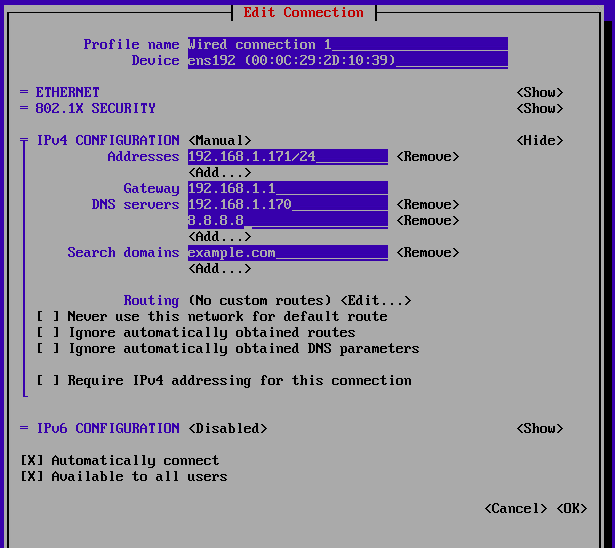 Edit Connection
Profile name Wired connection 1
Device ens192 (00:0C:29:2D:10:39)
= ETHERNET <Show>
= 802.1X SECURITY <Show>
= IPv4 CONFIGURATION <Manual> <Hide>
Addresses 192.168.1.171/24 <Remove>
<Add...>
Gateway 192.168.1.1
DNS servers 192.168.1.170 <Remove>
8.8.8.8 <Remove>
<Add...>
Search domains example.com <Remove>
<Add...>
Routing (No custom routes) <Edit...>
[ ] Never use this network for default route
[ ] Ignore automatically obtained routes
[ ] Ignore automatically obtained DNS parameters
[ ] Require IPv4 addressing for this connection
= IPv6 CONFIGURATION <Disabled> <Show>
[X] Automatically connect
[X] Available to all users
<Cancel> <OK>